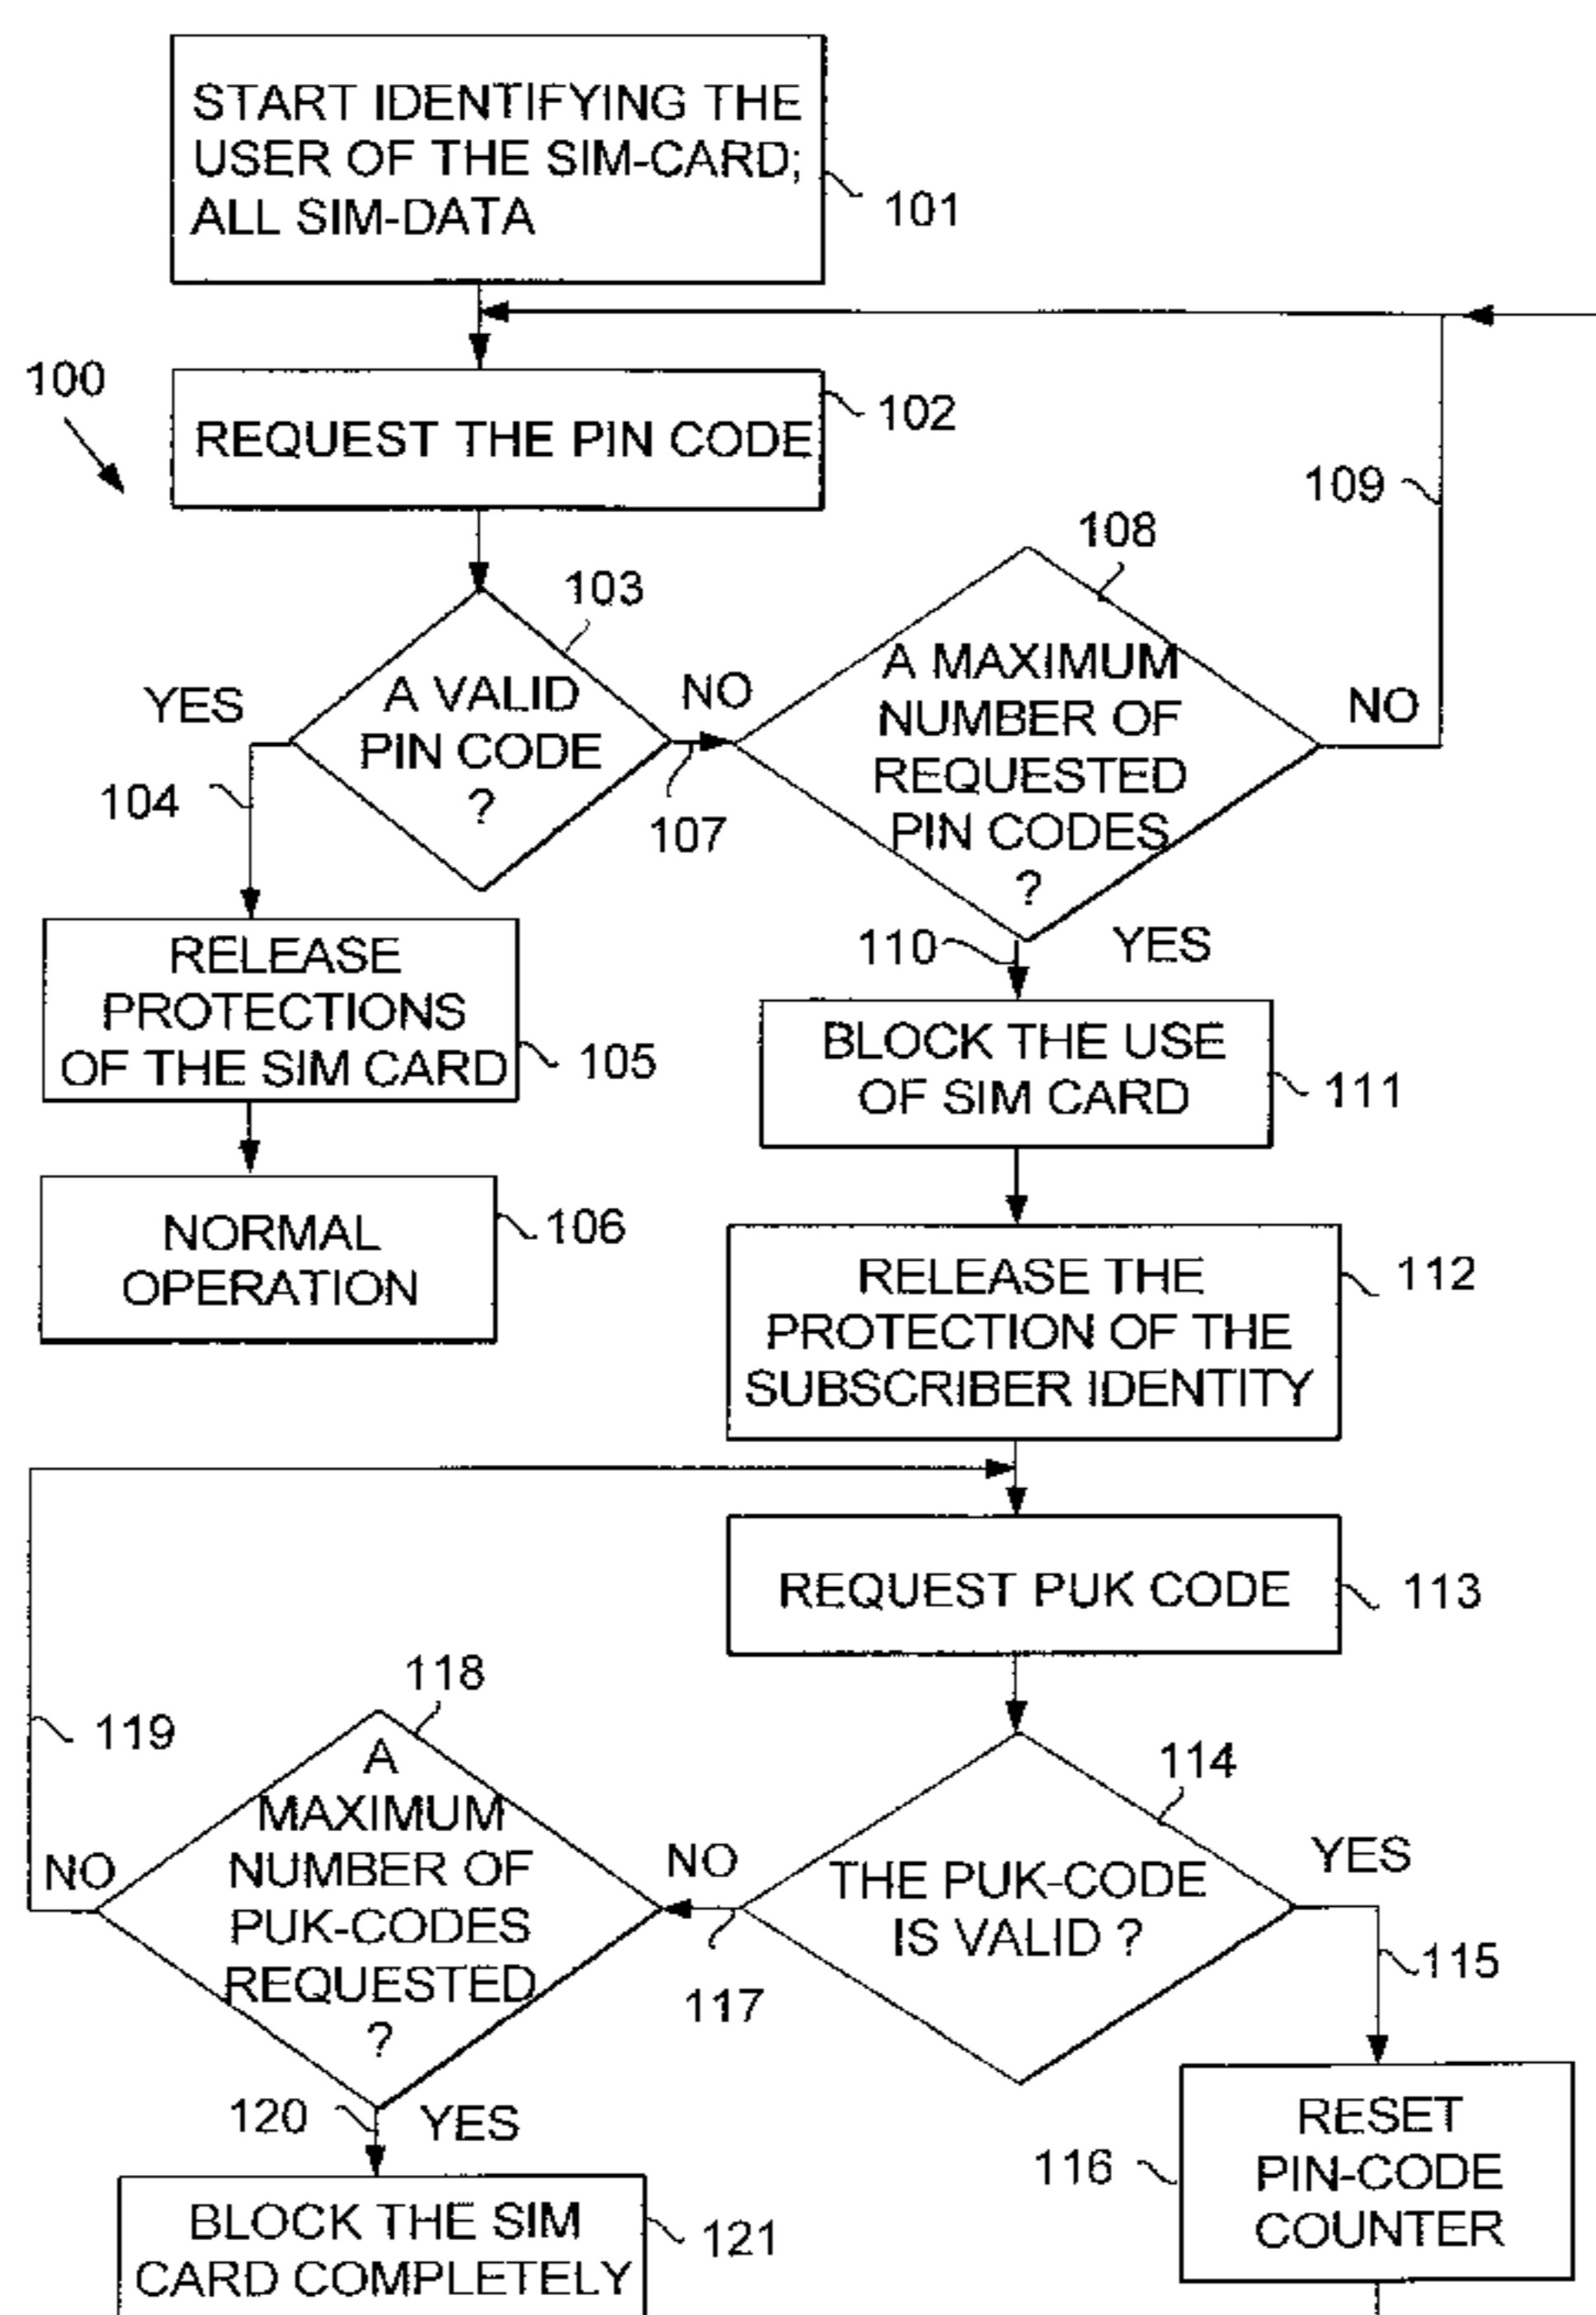 START IDENTIFYING THE
USER OF THE SIM-CARD;
ALL SIM-DATA
101
100
REQUEST THE PIN CODE
102
109
108
103
YES
A VALID
PIN CODE
?
NO
A MAXIMUM
NUMBER OF
REQUESTED
PIN CODES
?
NO
104
107
110
YES
RELEASE
PROTECTIONS
OF THE SIM CARD
105
BLOCK THE USE
OF SIM CARD
111
NORMAL
OPERATION
106
RELEASE THE
PROTECTION OF THE
SUBSCRIBER IDENTITY
112
REQUEST PUK CODE
113
118
119
114
A
MAXIMUM
NUMBER OF
PUK-CODES
REQUESTED
?
NO
NO
THE PUK-CODE
IS VALID ?
YES
117
115
120
YES
116
RESET
PIN-CODE
COUNTER
BLOCK THE SIM
CARD COMPLETELY
121